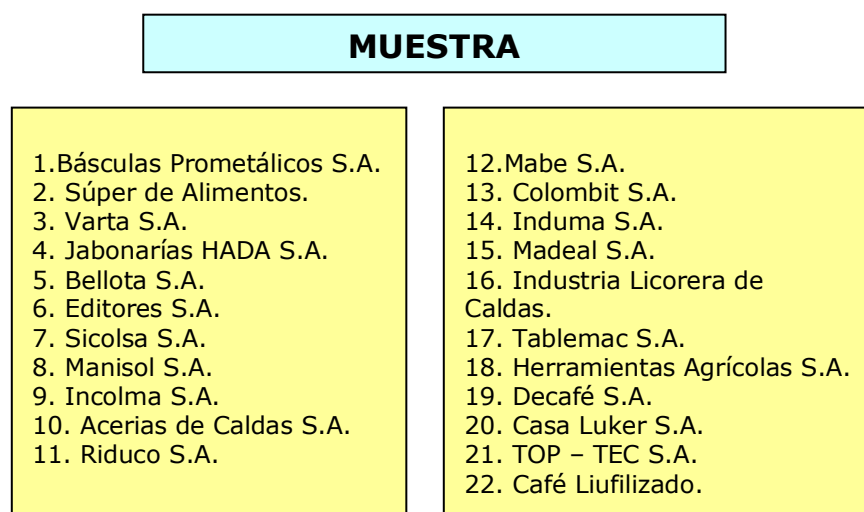 MUESTRA
1.Básculas Prometálicos S.A.
2. Súper de Alimentos.
3. Varta S.A.
4. Jabonarías HADA S.A.
5. Bellota S.A.
6. Editores S.A.
7. Sicolsa S.A.
8. Manisol S.A.
9. Incolma S.A.
10. Acerias de Caldas S.A.
11. Riduco S.A.
12.Mabe S.A.
13. Colombit S.A.
14. Induma S.A.
15. Madeal S.A.
16. Industria Licorera de
Caldas.
17. Tablemac S.A.
18. Herramientas Agrícolas S.A.
19. Decafé S.A.
20. Casa Luker S.A.
21. TOP – TEC S.A.
22. Café Liufilizado.